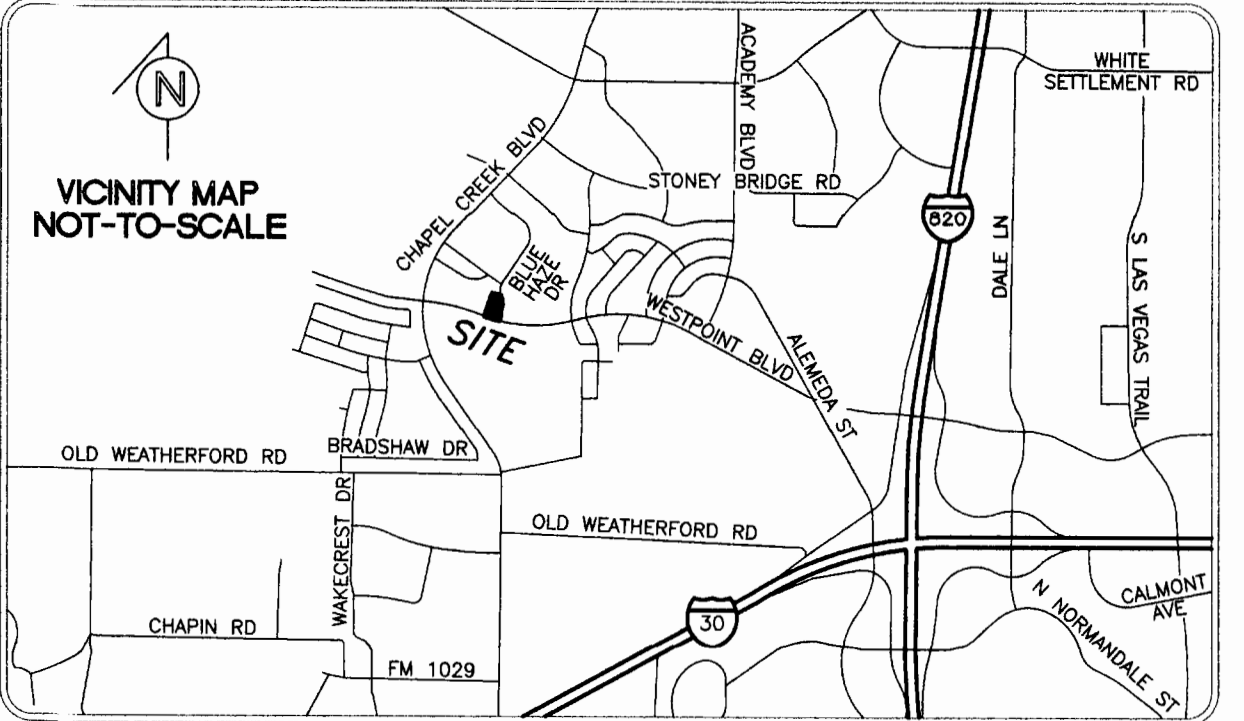 N
VICINITY MAP
NOT-TO-SCALE
CHAPEL CREEK BLVD
ACADEMY BLVD
WHITE
SETTLEMENT RD
STONEY BRIDGE RD
820
DALE LN
S LAS VEGAS TRAIL
BLUE
HAZE
DR
SITE
WESTPOINT BLVD
ALEMEDA ST
OLD WEATHERFORD RD
BRADSHAW DR
WAKECREST DR
OLD WEATHERFORD RD
30
N NORMANDALE ST
CALMONT
AVE
CHAPIN RD
FM 1029